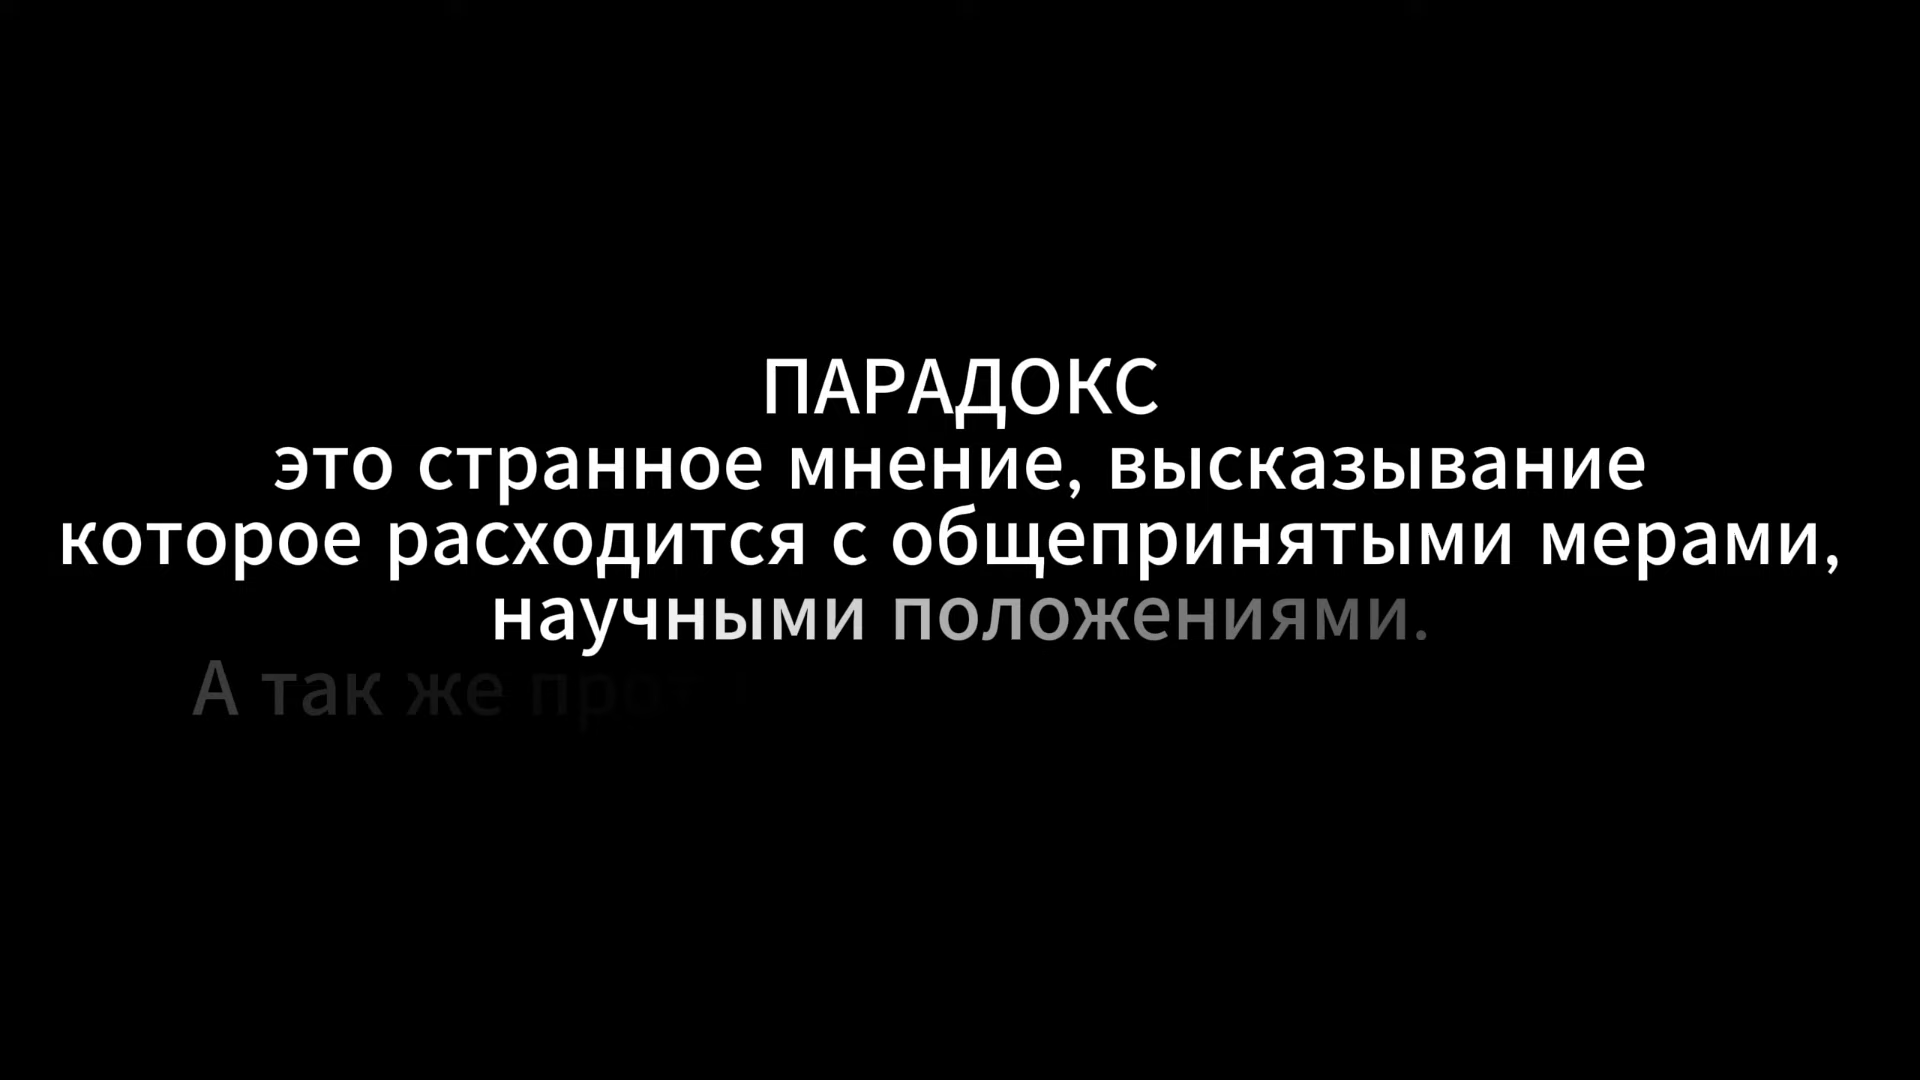 ПАРАДОКС
это странное мнение, высказывание
которое расходится с общепринятыми мерами,
научными положениями.
А так же